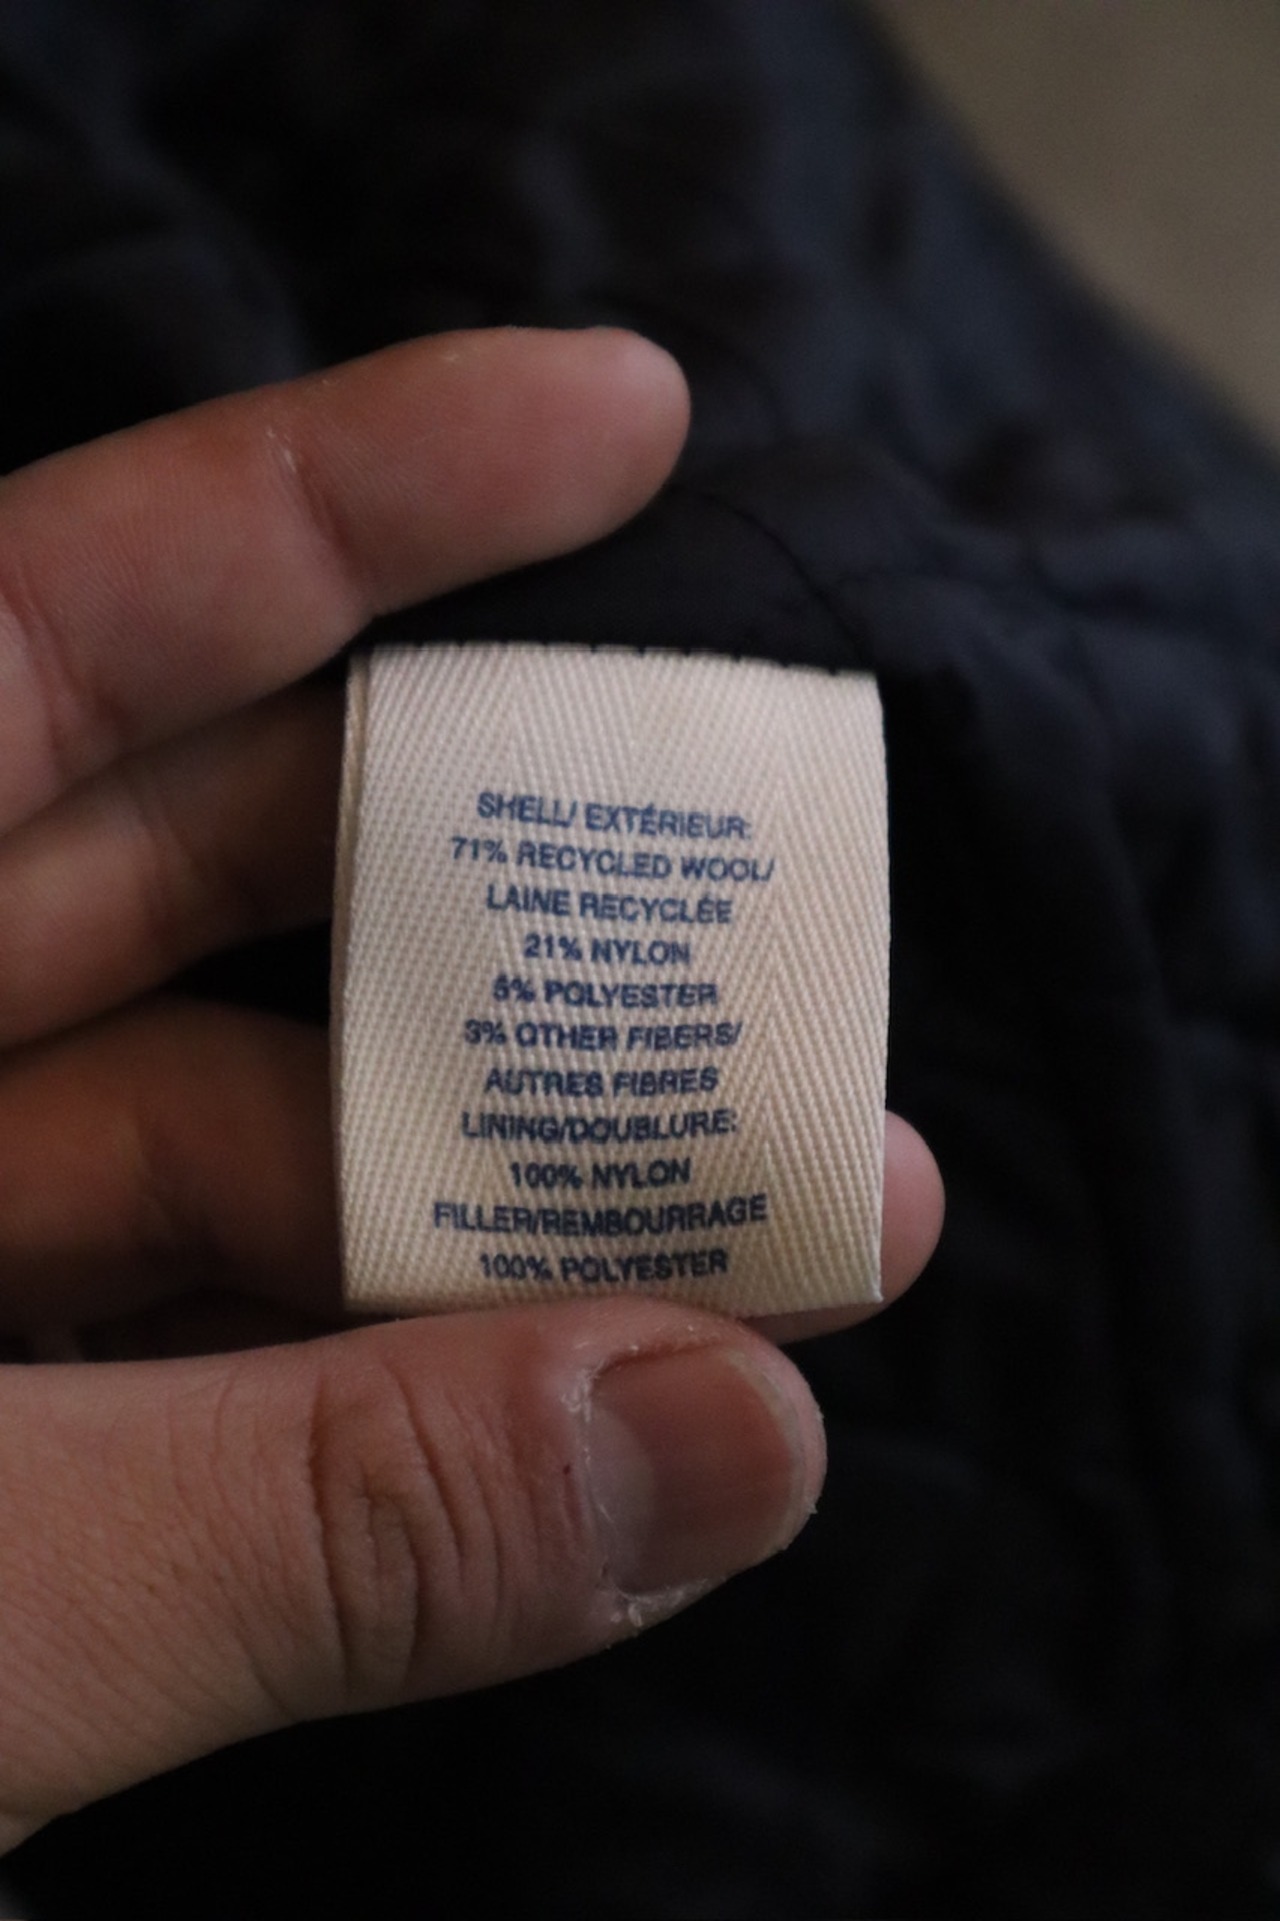 SHELL/ EXTÉRIEUR:
71% RECYCLED WOOL/
LAINE RECYCLÉE
21% NYLON
5% POLYESTER
3% OTHER FIBERS/
AUTRES FIBRES
LINING/DOUBLURE:
100% NYLON
FILLER/REMBOURRAGE
100% POLYESTER